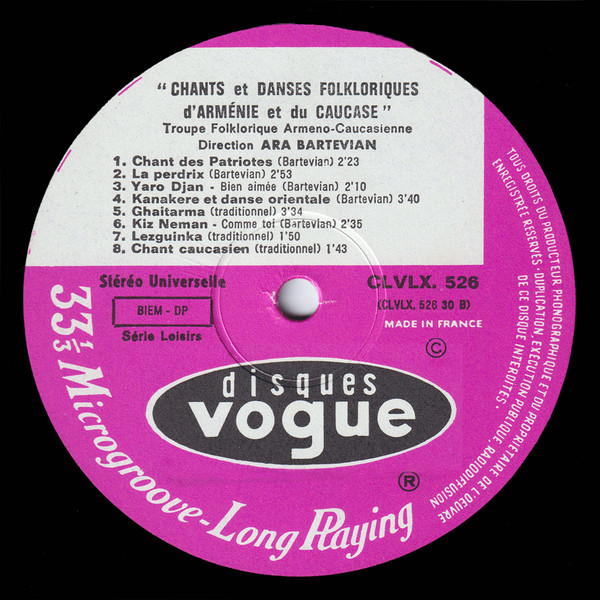 "CHANTS et DANSES FOLKLORIQUES
d'ARMÉNIE et du CAUCASE"
Troupe Folklorique Armeno-Caucasienne
Direction ARA BARTEVIAN
1. Chant des Patriotes (Bartevian) 2'23
2. La perdrix (Bartevian) 2'53
3. Yaro Djan - Bien aimée (Bartevian) 2'10
4. Kanakere et danse orientale (Bartevian) 3'40
5. Ghaitarma (traditionnel) 3'34
6. Kiz Neman - Comme toi (Bartevian) 2'35
7. Lezguinka (traditionnel) 1'50
8. Chant caucasien (traditionnel) 1'43
Stéréo Universelle
BIEM - DP
Série Loisirs
CLVLX. 526
(CLVLX. 526 30 B)
MADE IN FRANCE
©
disques
vogue
®
33 1/3 Microgroove-Long Playing
TOUS DROITS DU PRODUCTEUR PHONOGRAPHIQUE ET DU PROPRIETAIRE DE L'OEUVRE
ENREGISTRÉE RESERVES - DUPLICATION, EXECUTION PUBLIQUE, RADIODIFFUSION
DE CE DISQUE INTERDITES.